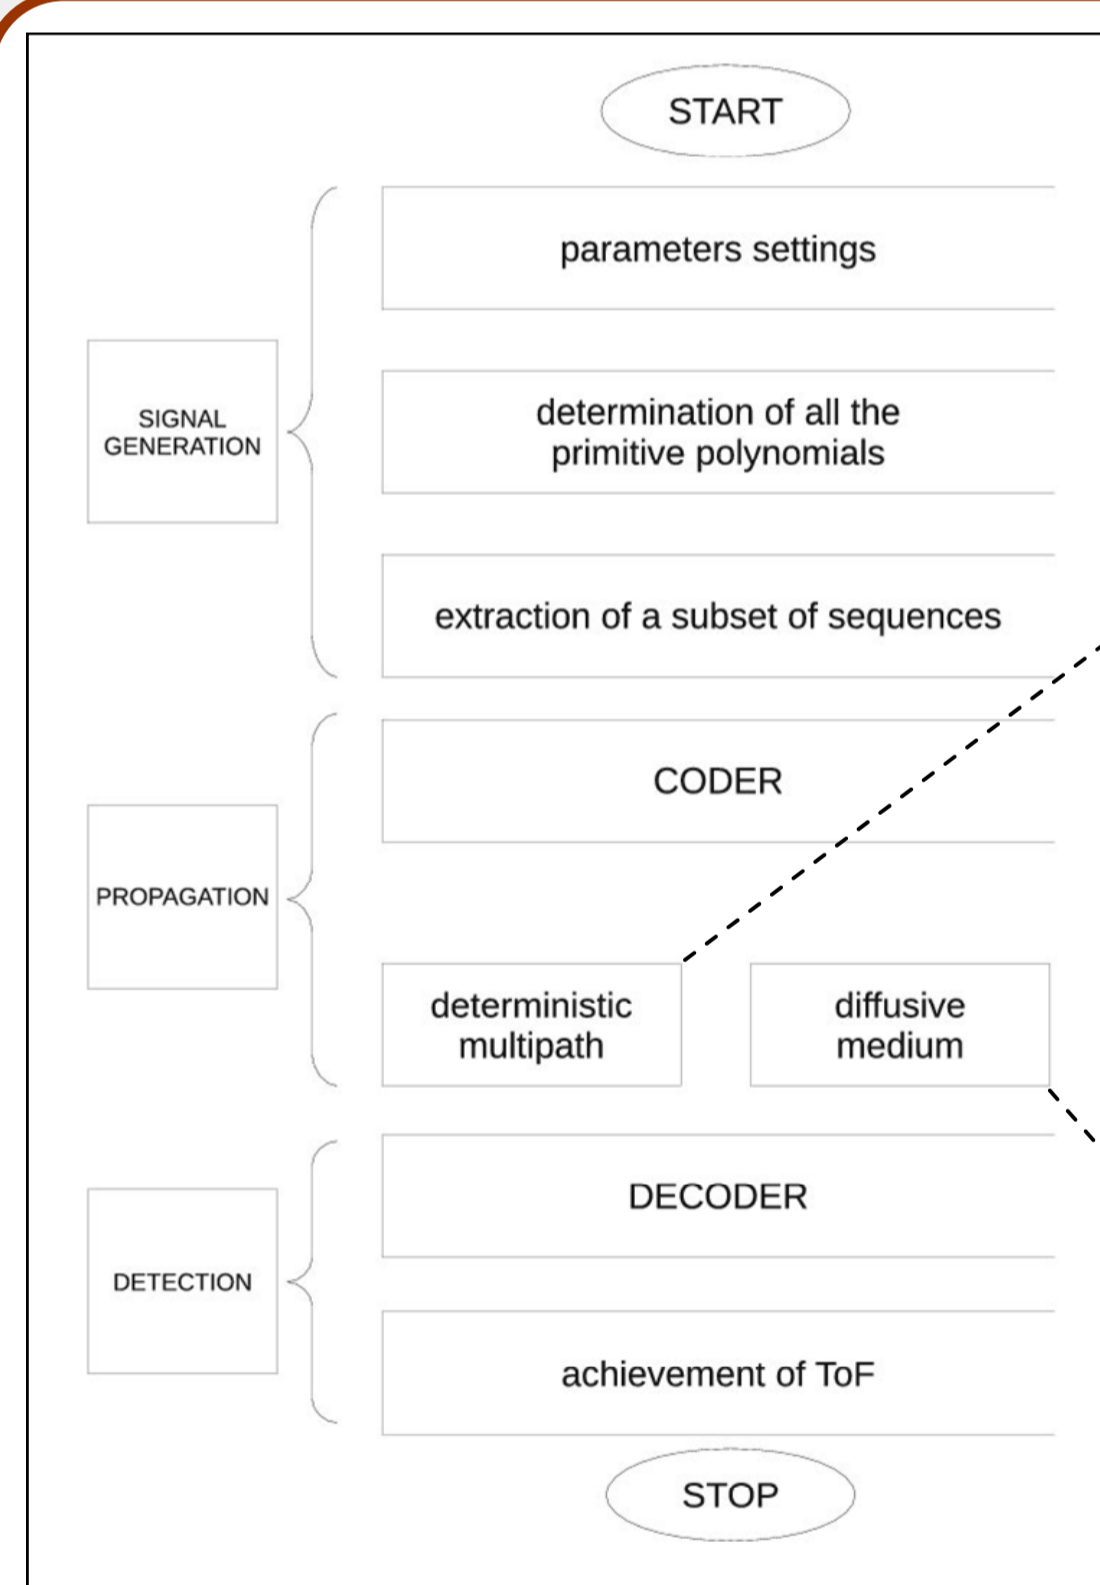 START
parameters settings
SIGNAL
GENERATION
determination of all the
primitive polynomials
extraction of a subset of sequences
CODER
PROPAGATION
deterministic
multipath
diffusive
medium
DECODER
DETECTION
achievement of ToF
STOP